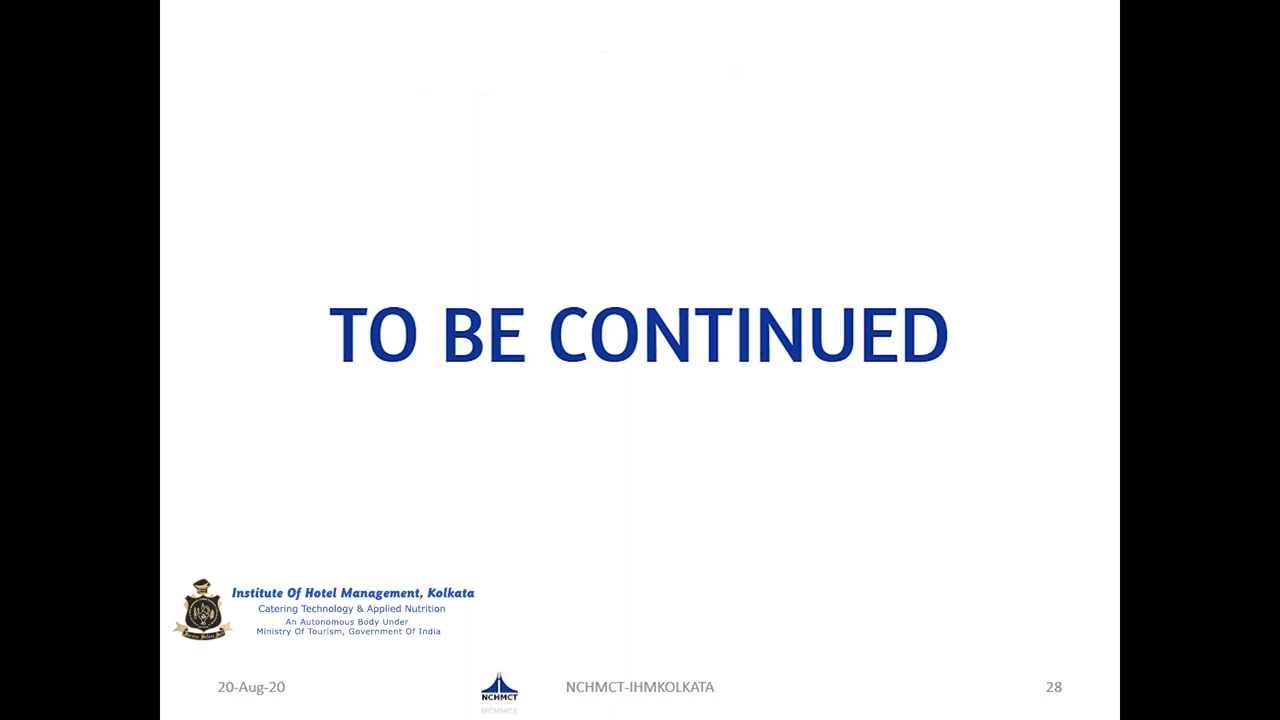 TO BE CONTINUED
Institute Of Hotel Management, Kolkata
Catering Technology & Applied Nutrition
An Autonomous Body Under
Ministry Of Tourism, Government Of India
20-Aug-20
NCHMCT
NCHMCT-IHMKOLKATA
28